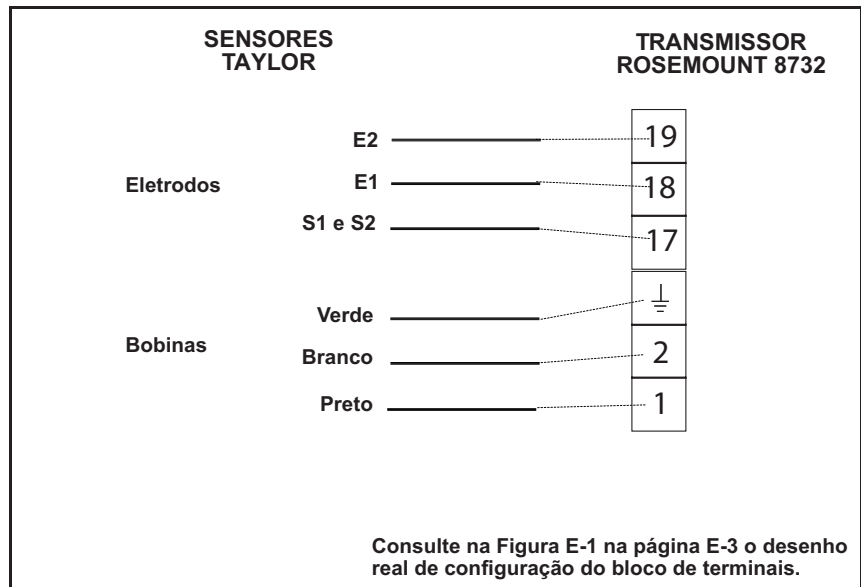 SENSORES
TAYLOR
TRANSMISSOR
ROSEMOUNT 8732
Eletrodos
E2
19
E1
18
S1 e S2
17
Bobinas
Verde
Branco
2
Preto
1
Consulte na Figura E-1 na página E-3 o desenho
real de configuração do bloco de terminais.